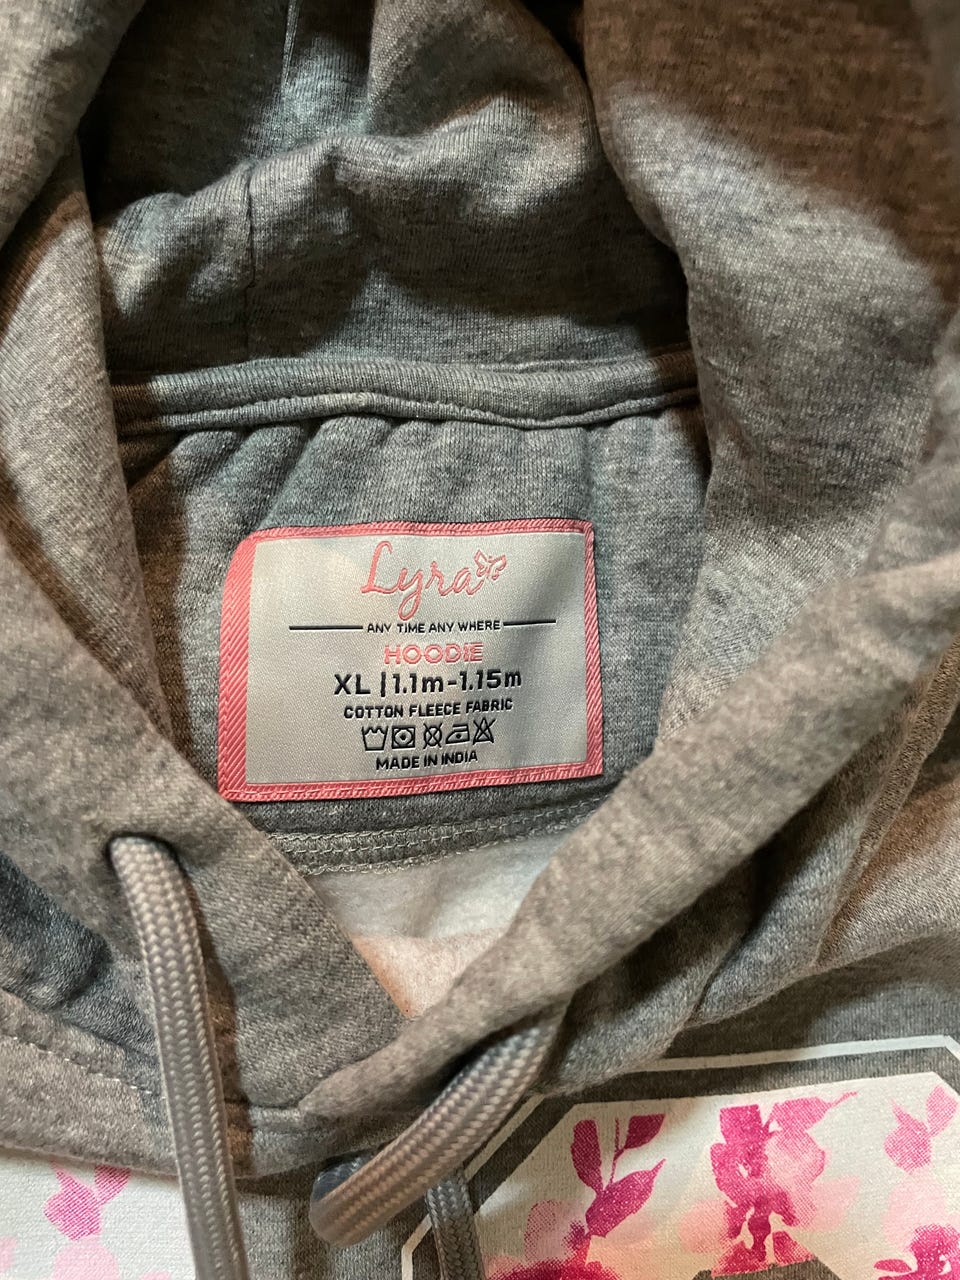 Lyra
ANY TIME ANY WHERE
HOODIE
XL | 1.1m-1.15m
COTTON FLEECE FABRIC
MADE IN INDIA